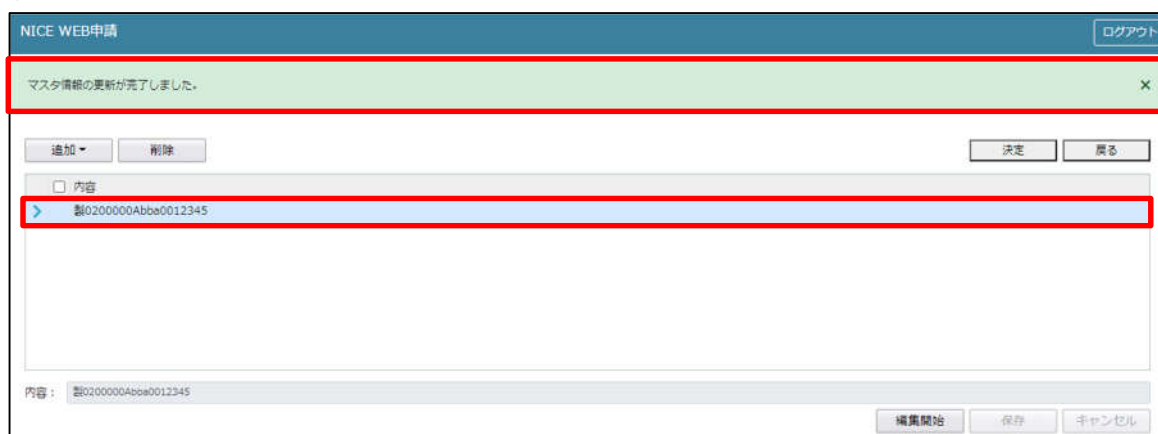 NICE WEB申請 ログアウト
マスタ情報の更新が完了しました。 ×
追加▼ 削除 決定 戻る
内容
製0200000Abba0012345
内容： 製0200000Abba0012345
編集開始 保存 キャンセル